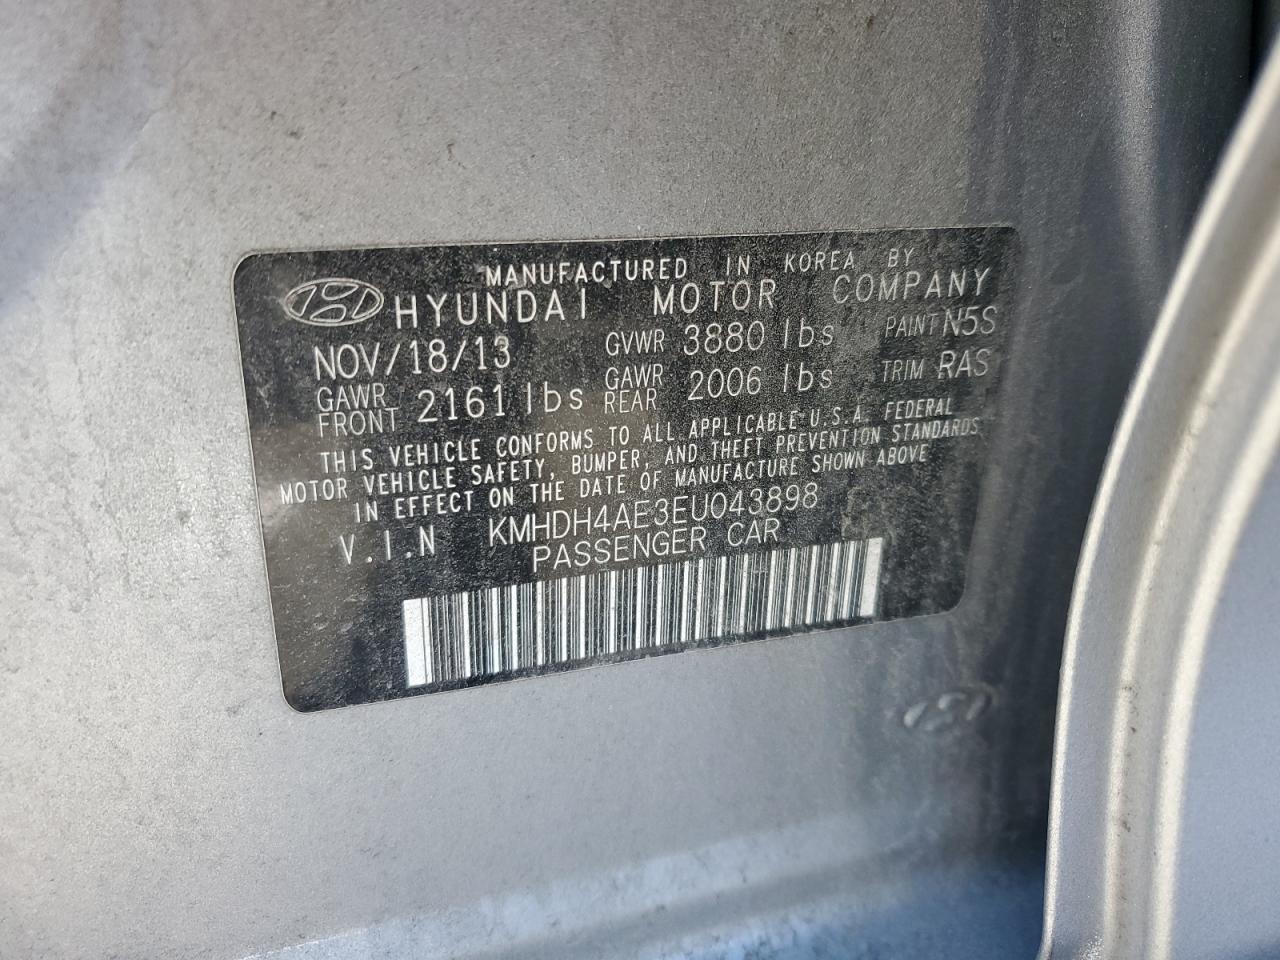 MANUFACTURED IN KOREA BY
HYUNDAI MOTOR COMPANY
NOV/18/13 GVWR 3880 lbs PAINT N5S
GAWR FRONT 2161 lbs GAWR REAR 2006 lbs TRIM RAS
THIS VEHICLE CONFORMS TO ALL APPLICABLE U.S.A. FEDERAL
MOTOR VEHICLE SAFETY, BUMPER, AND THEFT PREVENTION STANDARDS
IN EFFECT ON THE DATE OF MANUFACTURE SHOWN ABOVE
V.I.N KMHDH4AE3EU043898
PASSENGER CAR